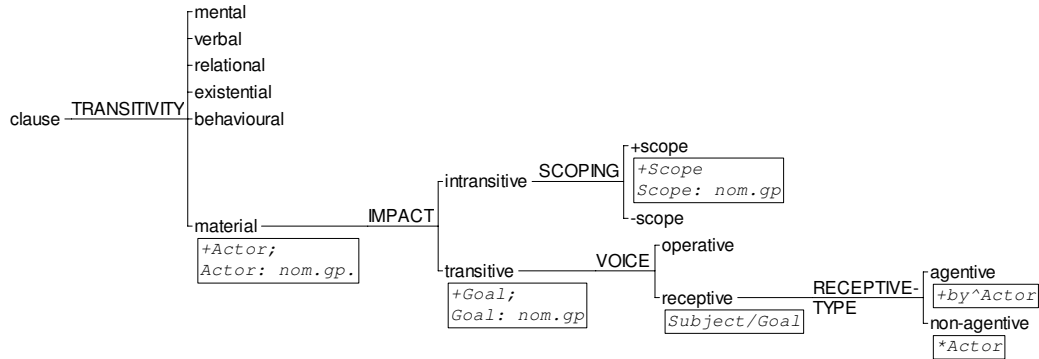 mental
verbal
relational
existential
clause TRANSITIVITY behavioural
+scope
+Scope
Scope: nom.gp
intransitive SCOPING
-scope
material IMPACT
+Actor;
Actor: nom.gp.
operative
transitive VOICE
+Goal;
Goal: nom.gp
receptive RECEPTIVE-
TYPE
Subject/Goal
agentive
+by^Actor
non-agentive
*Actor